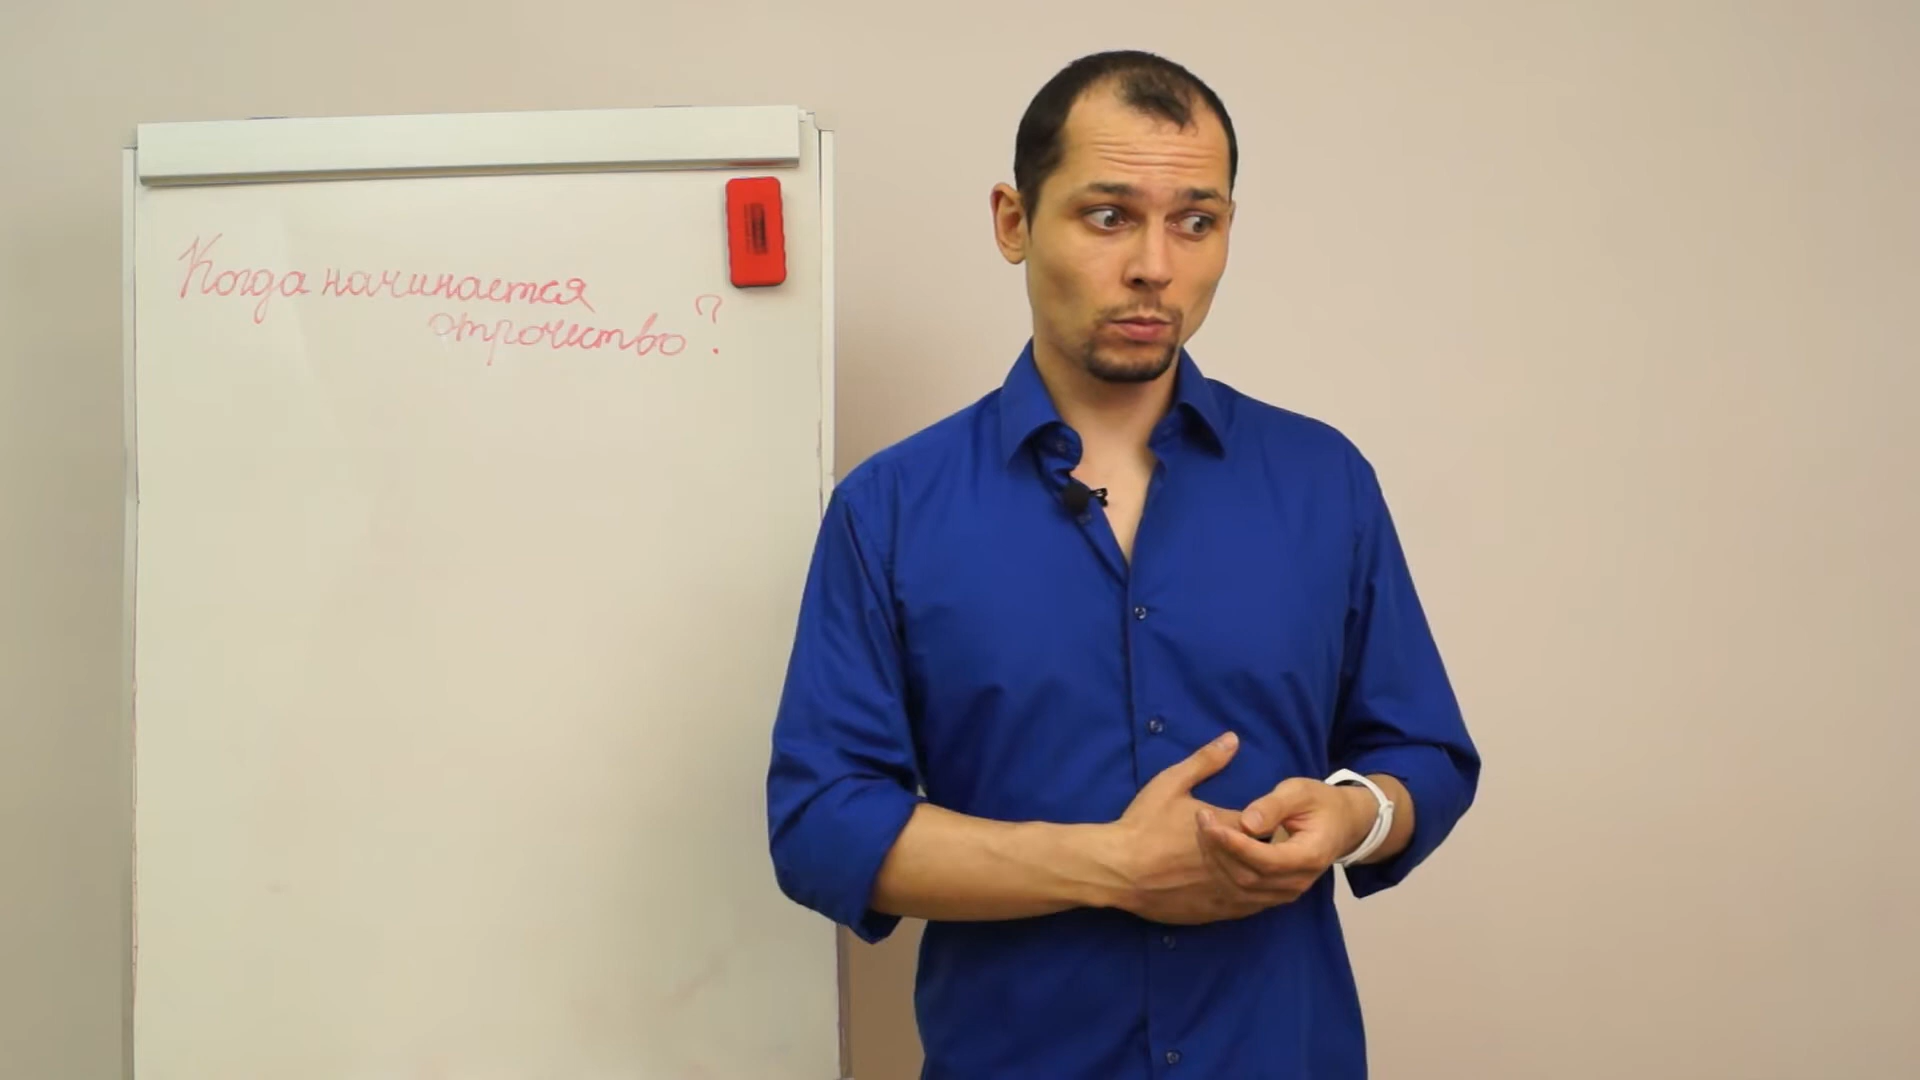 Когда начинается
отрочество?